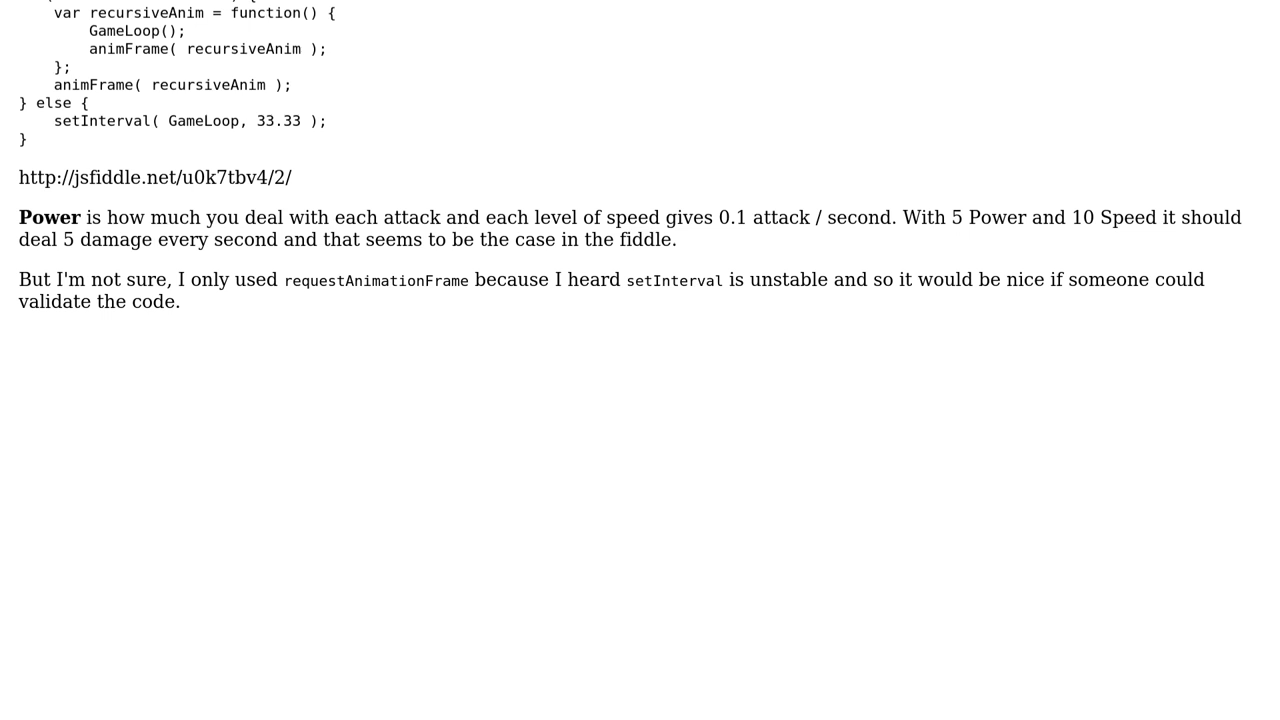 var recursiveAnim = function() {
        GameLoop();
        animFrame( recursiveAnim );
    };
    animFrame( recursiveAnim );
} else {
    setInterval( GameLoop, 33.33 );
}
http://jsfiddle.net/u0k7tbv4/2/
Power is how much you deal with each attack and each level of speed gives 0.1 attack / second. With 5 Power and 10 Speed it should
deal 5 damage every second and that seems to be the case in the fiddle.
But I'm not sure, I only used requestAnimationFrame because I heard setInterval is unstable and so it would be nice if someone could
validate the code.